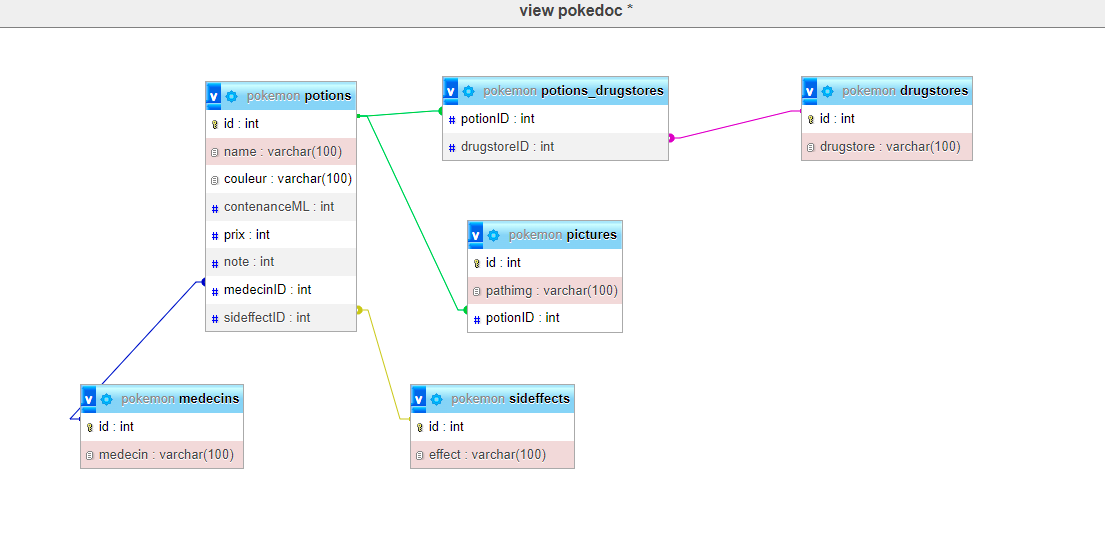 view pokedoc *
v pokemon potions
id : int
name : varchar(100)
couleur : varchar(100)
# contenanceML : int
# prix : int
# note : int
# medecinID : int
# sideffectID : int
v pokemon potions_drugstores
# potionID : int
# drugstoreID : int
v pokemon drugstores
id : int
drugstore : varchar(100)
v pokemon pictures
id : int
pathimg : varchar(100)
# potionID : int
v pokemon medecins
id : int
medecin : varchar(100)
v pokemon sideffects
id : int
effect : varchar(100)